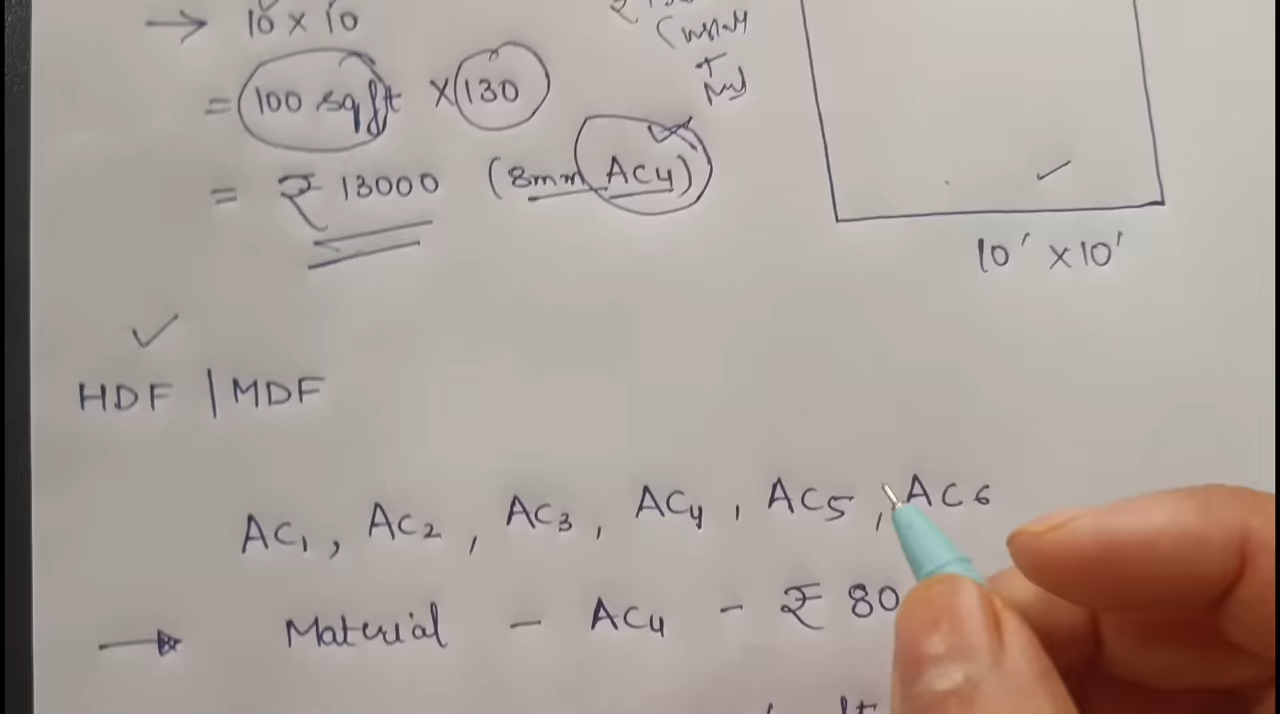 → 10 × 10
= 100 sqft × 130
= ₹ 13000 (8mm AC4)
+
10' × 10'
HDF | MDF
AC1, AC2, AC3, AC4, AC5, AC6
→ Material - AC4 - ₹ 80